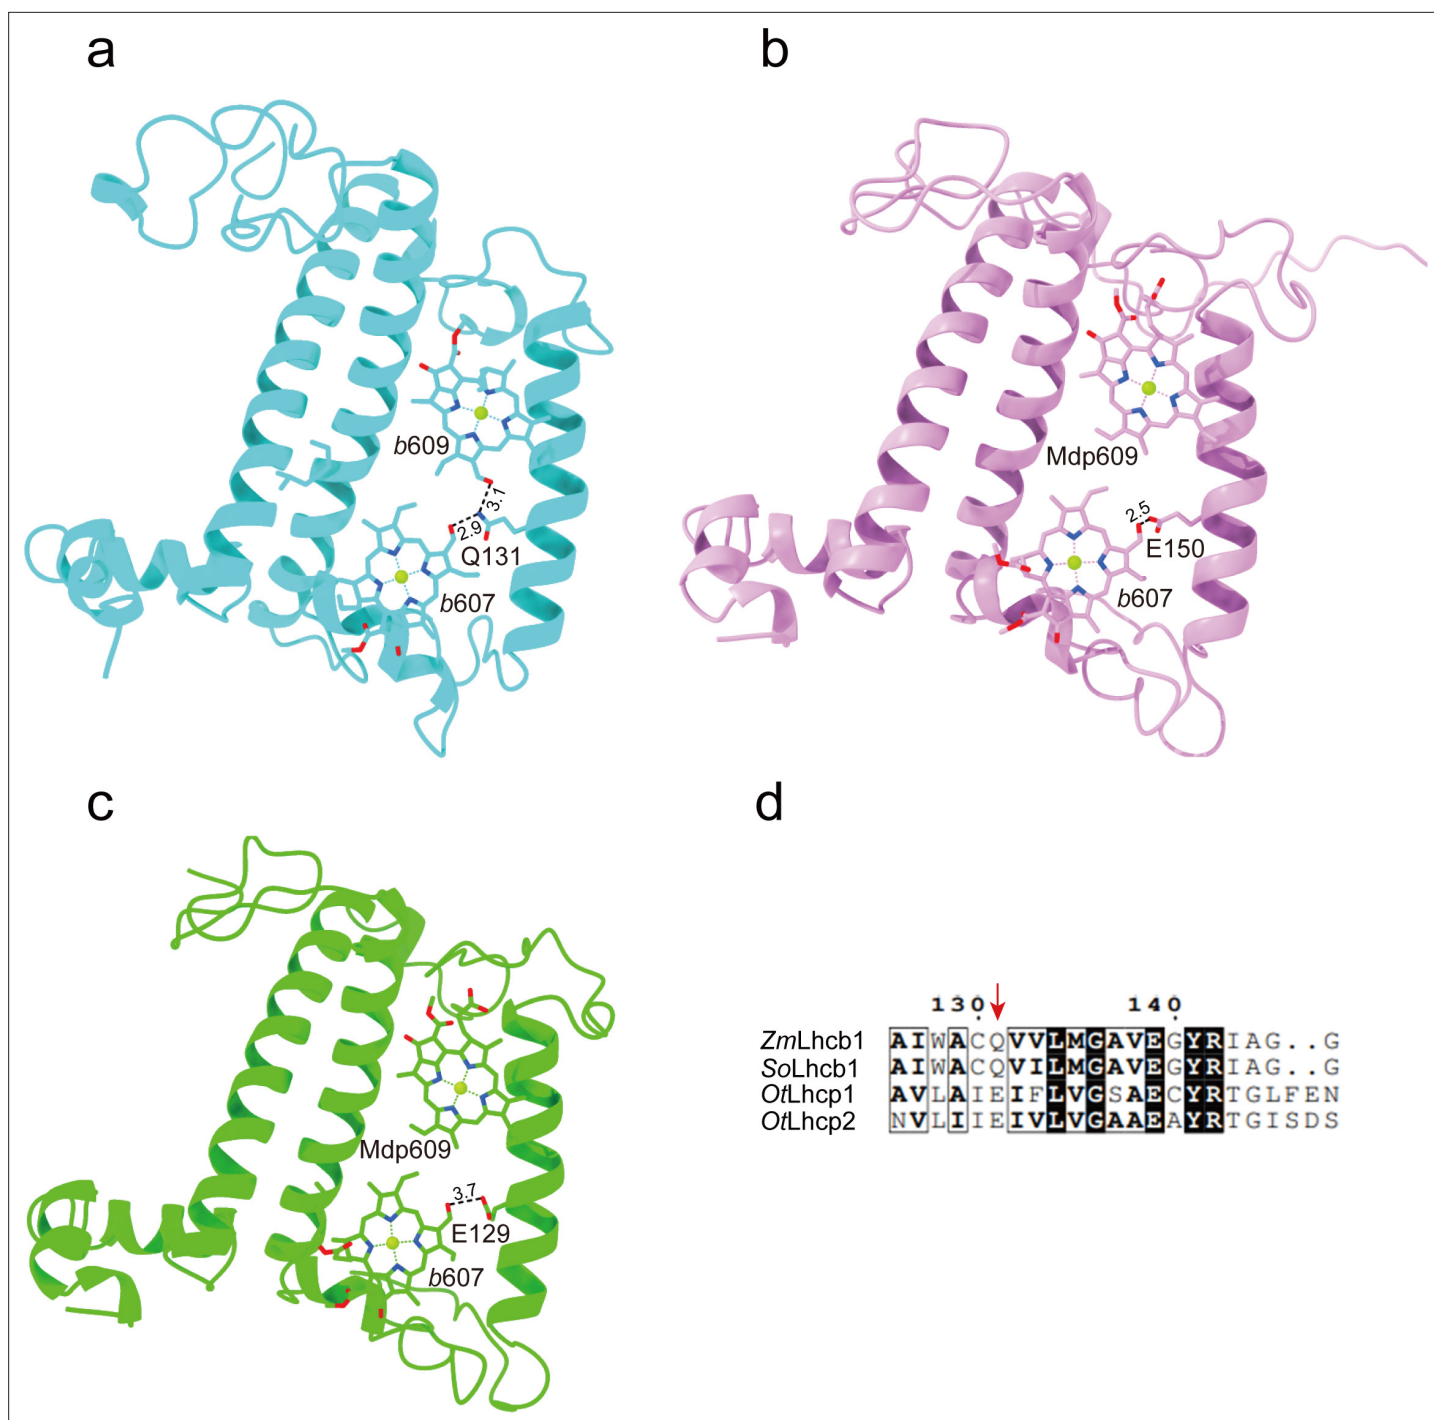 a
b
b609
3.1
2.9
Q131
b607
Mdp609
2.5
E150
b607
c
d
Mdp609
3.7
E129
b607
130 140
ZmLhcb1 AIWACQVVLMGAVEGYRIAG..G
SoLhcb1 AIWACQVILMGAVEGYRIAG..G
OtLhcp1 AVLAIEIFLVGSAECYRTGLFEN
OtLhcp2 NVLIIEIVLVGAAEAYRTGISDS